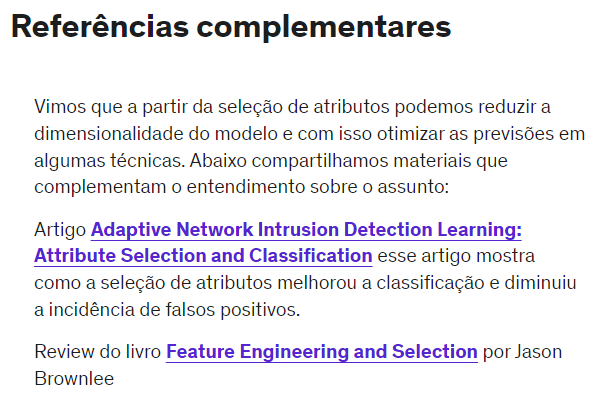 Referências complementares
Vimos que a partir da seleção de atributos podemos reduzir a
dimensionalidade do modelo e com isso otimizar as previsões em
algumas técnicas. Abaixo compartilhamos materiais que
complementam o entendimento sobre o assunto:
Artigo Adaptive Network Intrusion Detection Learning:
Attribute Selection and Classification esse artigo mostra
como a seleção de atributos melhorou a classificação e diminuiu
a incidência de falsos positivos.
Review do livro Feature Engineering and Selection por Jason
Brownlee